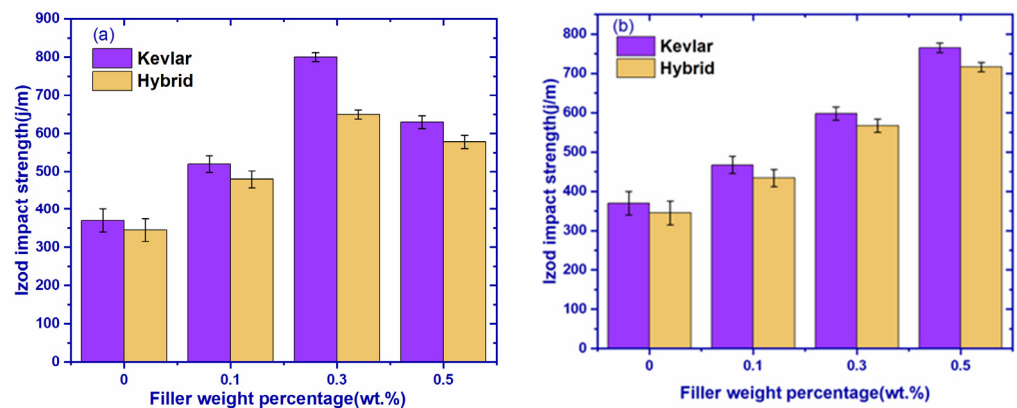 (a)
Kevlar
Hybrid
Izod impact strength(j/m)
900
800
700
600
500
400
300
200
100
0
0 0.1 0.3 0.5
Filler weight percentage(wt.%)
(b)
Kevlar
Hybrid
Izod impact strength(j/m)
800
700
600
500
400
300
200
100
0
0 0.1 0.3 0.5
Filler weight percentage(wt.%)